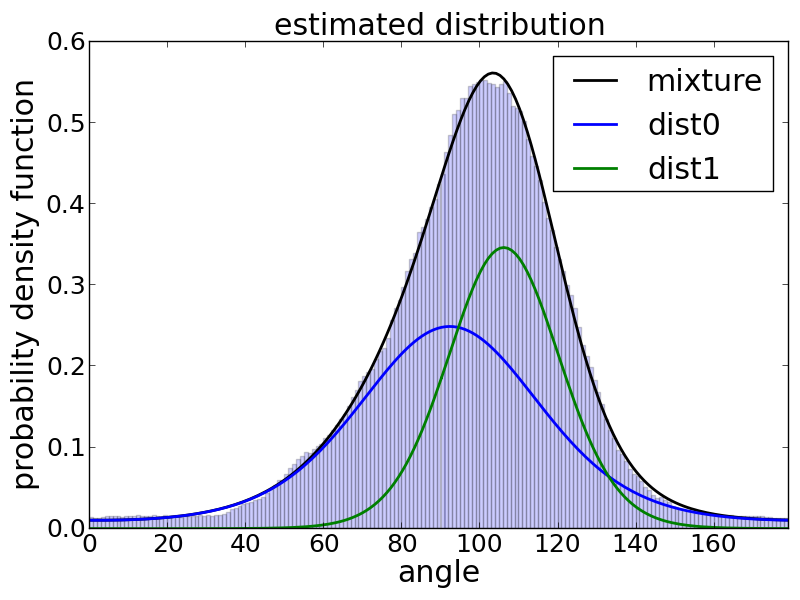 estimated distribution
probability density function
0.6
0.5
0.4
0.3
0.2
0.1
0.0
mixture
dist0
dist1
0 20 40 60 80 100 120 140 160
angle